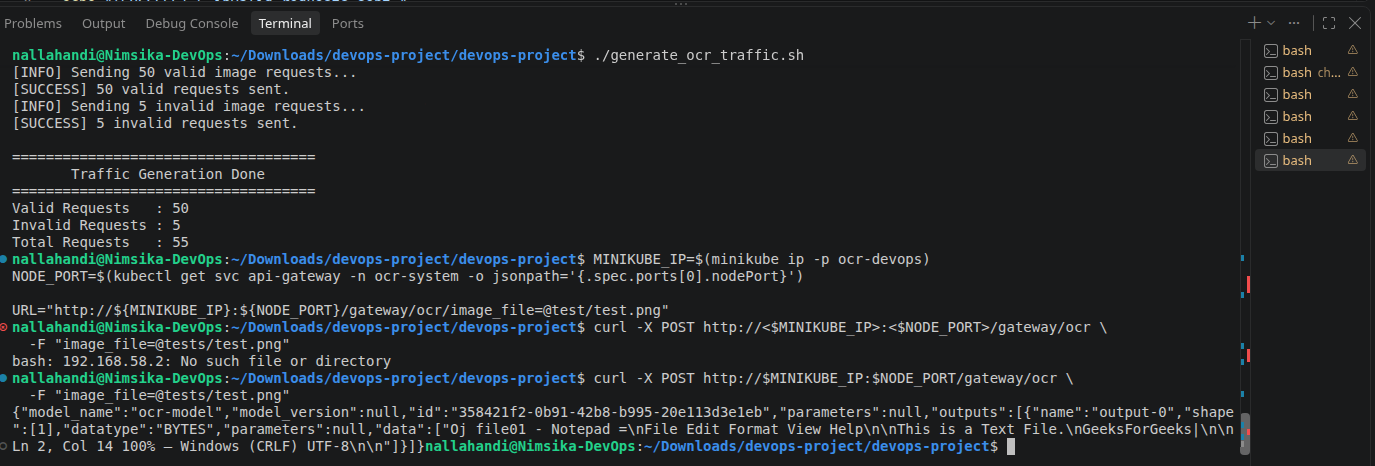 Problems Output Debug Console Terminal Ports
nallahandi@Nimsika-DevOps:~/Downloads/devops-project/devops-project$ ./generate_ocr_traffic.sh
[INFO] Sending 50 valid image requests...
[SUCCESS] 50 valid requests sent.
[INFO] Sending 5 invalid image requests...
[SUCCESS] 5 invalid requests sent.
====================================
Traffic Generation Done
====================================
Valid Requests   : 50
Invalid Requests : 5
Total Requests   : 55
nallahandi@Nimsika-DevOps:~/Downloads/devops-project/devops-project$ MINIKUBE_IP=$(minikube ip -p ocr-devops)
NODE_PORT=$(kubectl get svc api-gateway -n ocr-system -o jsonpath='{.spec.ports[0].nodePort}')
URL="http://${MINIKUBE_IP}:${NODE_PORT}/gateway/ocr/image_file=@test/test.png"
nallahandi@Nimsika-DevOps:~/Downloads/devops-project/devops-project$ curl -X POST http://<$MINIKUBE_IP>:<$NODE_PORT>/gateway/ocr \
-F "image_file=@tests/test.png"
bash: 192.168.58.2: No such file or directory
nallahandi@Nimsika-DevOps:~/Downloads/devops-project/devops-project$ curl -X POST http://$MINIKUBE_IP:$NODE_PORT/gateway/ocr \
-F "image_file=@tests/test.png"
{"model_name":"ocr-model","model_version":null,"id":"358421f2-0b91-42b8-b995-20e113d3e1eb","parameters":null,"outputs":[{"name":"output-0","shape
":[1],"datatype":"BYTES","parameters":null,"data":["Oj file01 - Notepad =\nFile Edit Format View Help\n\nThis is a Text File.\nGeeksForGeeks|\n\n
Ln 2, Col 14 100% — Windows (CRLF) UTF-8\n\n"]}]}nallahandi@Nimsika-DevOps:~/Downloads/devops-project/devops-project$
bash
bash ch...
bash
bash
bash
bash